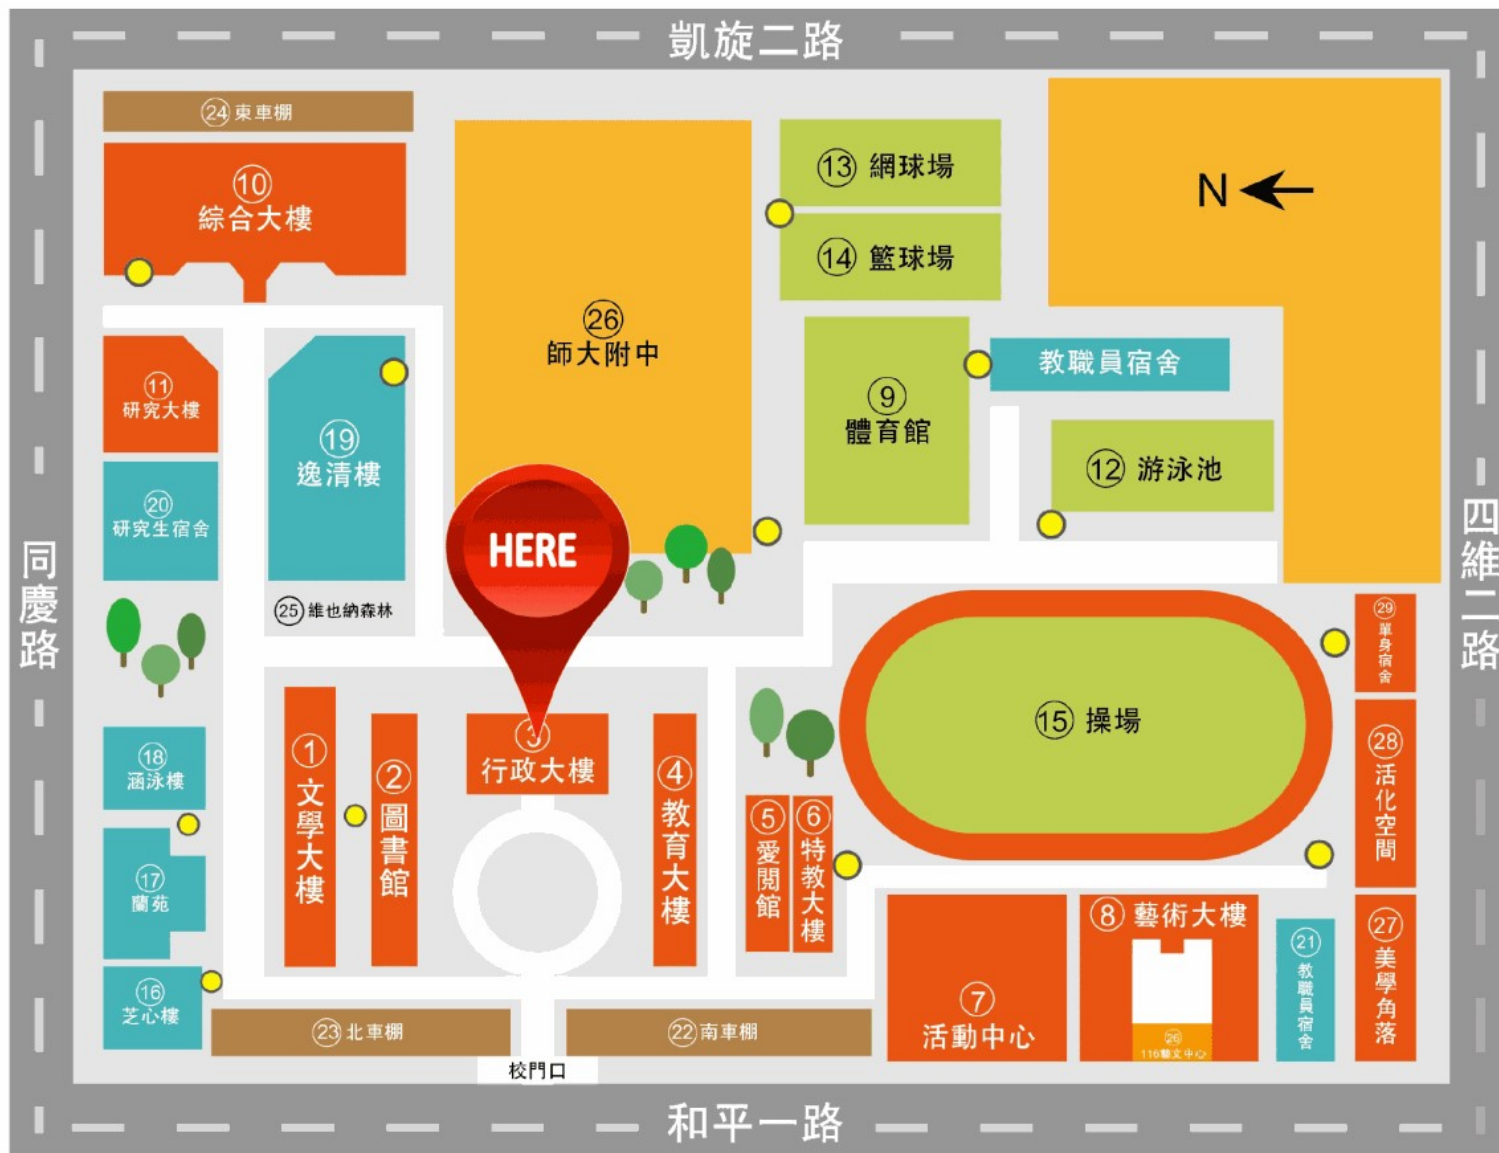 凱旋二路
㉔東車棚
⑩
綜合大樓
⑬ 網球場
⑭ 籃球場
N
㉖
師大附中
⑪
研究大樓
⑲
逸清樓
⑨
體育館
教職員宿舍
⑫ 游泳池
⑳
研究生宿舍
HERE
同慶路
四維二路
㉕維也納森林
㉙
單身宿舍
⑮ 操場
①
文學大樓
②
圖書館
③
行政大樓
④
教育大樓
⑤
愛閱館
⑥
特教大樓
㉘
活化空間
⑱
涵泳樓
⑰
蘭苑
⑯
芝心樓
⑦
活動中心
⑧ 藝術大樓
㉖
116藝文中心
㉑
教職員宿舍
㉗
美學角落
㉓北車棚
㉒南車棚
校門口
和平一路